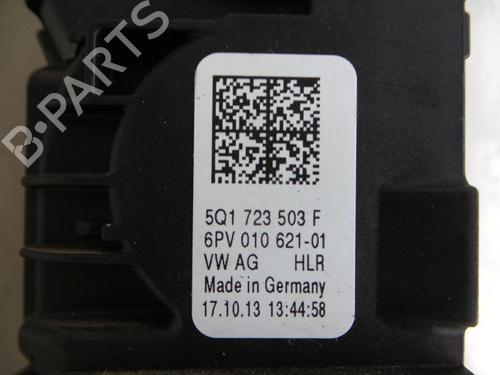 B-PARTS
5Q1 723 503 F
6PV 010 621-01
VW AG HLR
Made in Germany
17.10.13 13:44:58